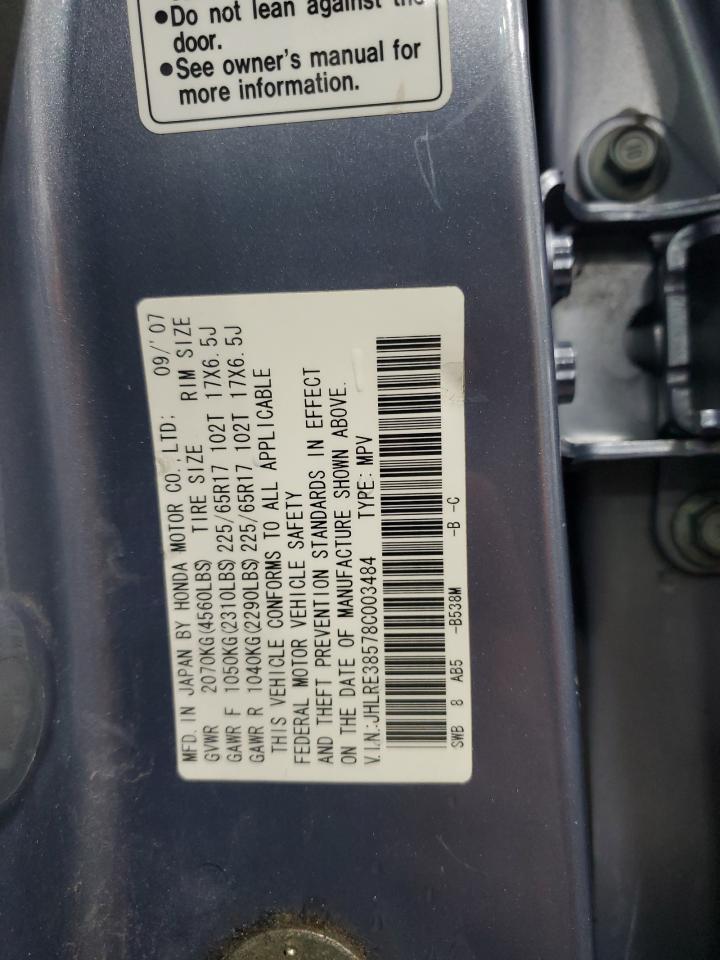 ●Do not lean against the
door.
●See owner's manual for
more information.
MFD. IN JAPAN BY HONDA MOTOR CO., LTD; 09/'07
GVWR 2070KG(4560LBS) TIRE SIZE RIM SIZE
GAWR F 1050KG(2310LBS) 225/65R17 102T 17X6.5J
GAWR R 1040KG(2290LBS) 225/65R17 102T 17X6.5J
THIS VEHICLE CONFORMS TO ALL APPLICABLE
FEDERAL MOTOR VEHICLE SAFETY
AND THEFT PREVENTION STANDARDS IN EFFECT
ON THE DATE OF MANUFACTURE SHOWN ABOVE.
V.I.N.:JHLRE38578C003484 TYPE: MPV
SWB 8 AB5 -B538M -B -C